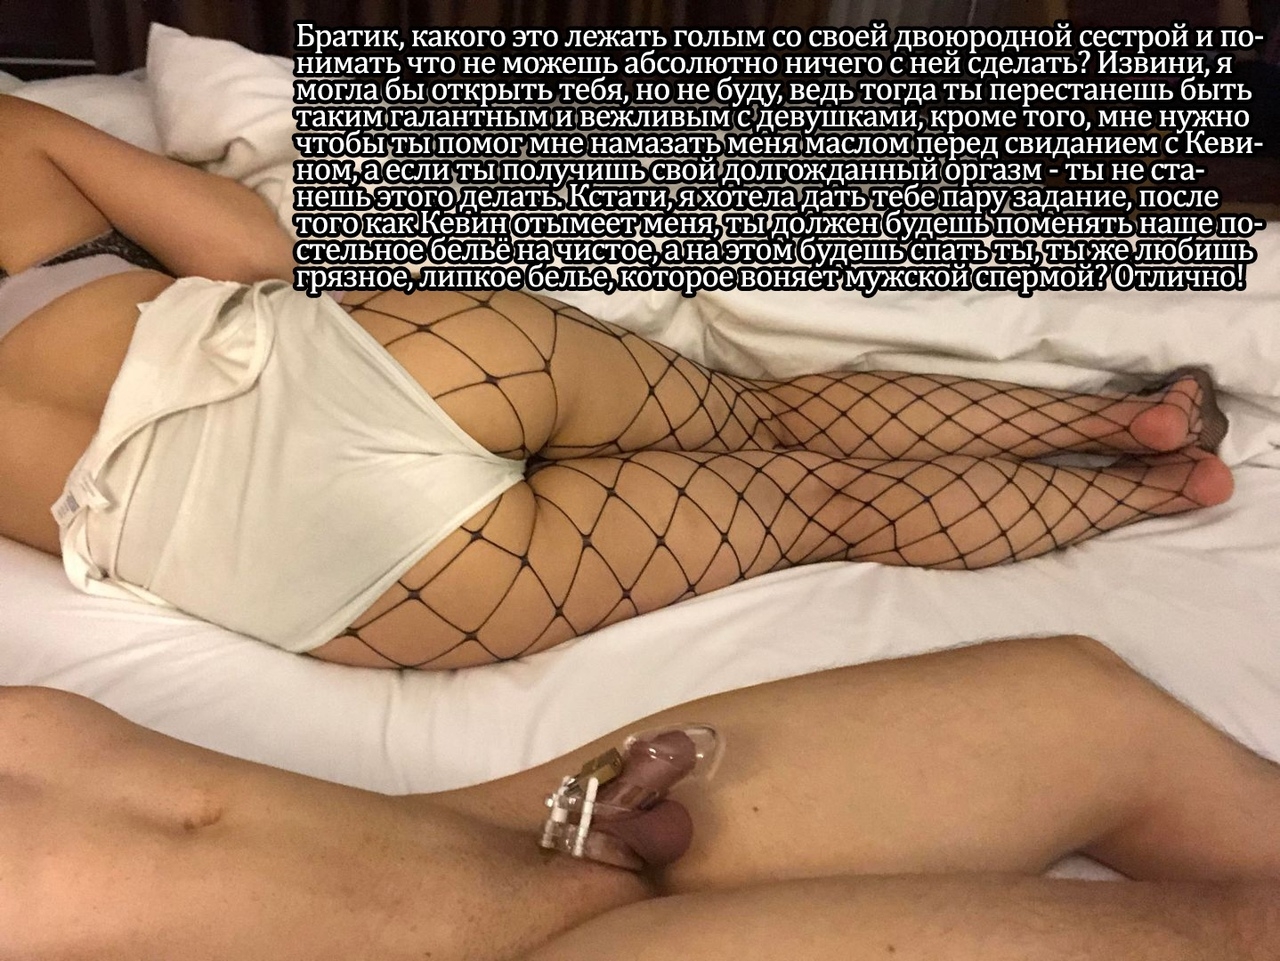 Братик, какого это лежать голым со своей двоюродной сестрой и по-
нимать что не можешь абсолютно ничего с ней сделать? Извини, я
могла бы открыть тебя, но не буду, ведь тогда ты перестанешь быть
таким галантным и вежливым с девушками, кроме того, мне нужно
чтобы ты помог мне намазать меня маслом перед свиданием с Кеви-
ном, а если ты получишь свой долгожданный оргазм - ты не ста-
нешь этого делать. Кстати, я хотела дать тебе пару задание, после
того как Кевин отымеет меня, ты должен будешь поменять наше по-
стельное бельё на чистое, а на этом будешь спать ты, ты же любишь
грязное, липкое белье, которое воняет мужской спермой? Отлично!